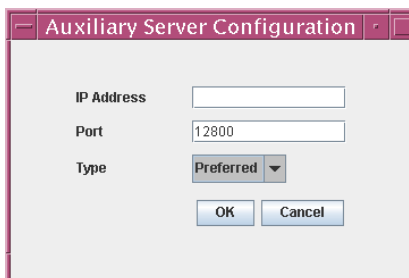 Auxiliary Server Configuration
IP Address
Port 12800
Type Preferred
OK Cancel